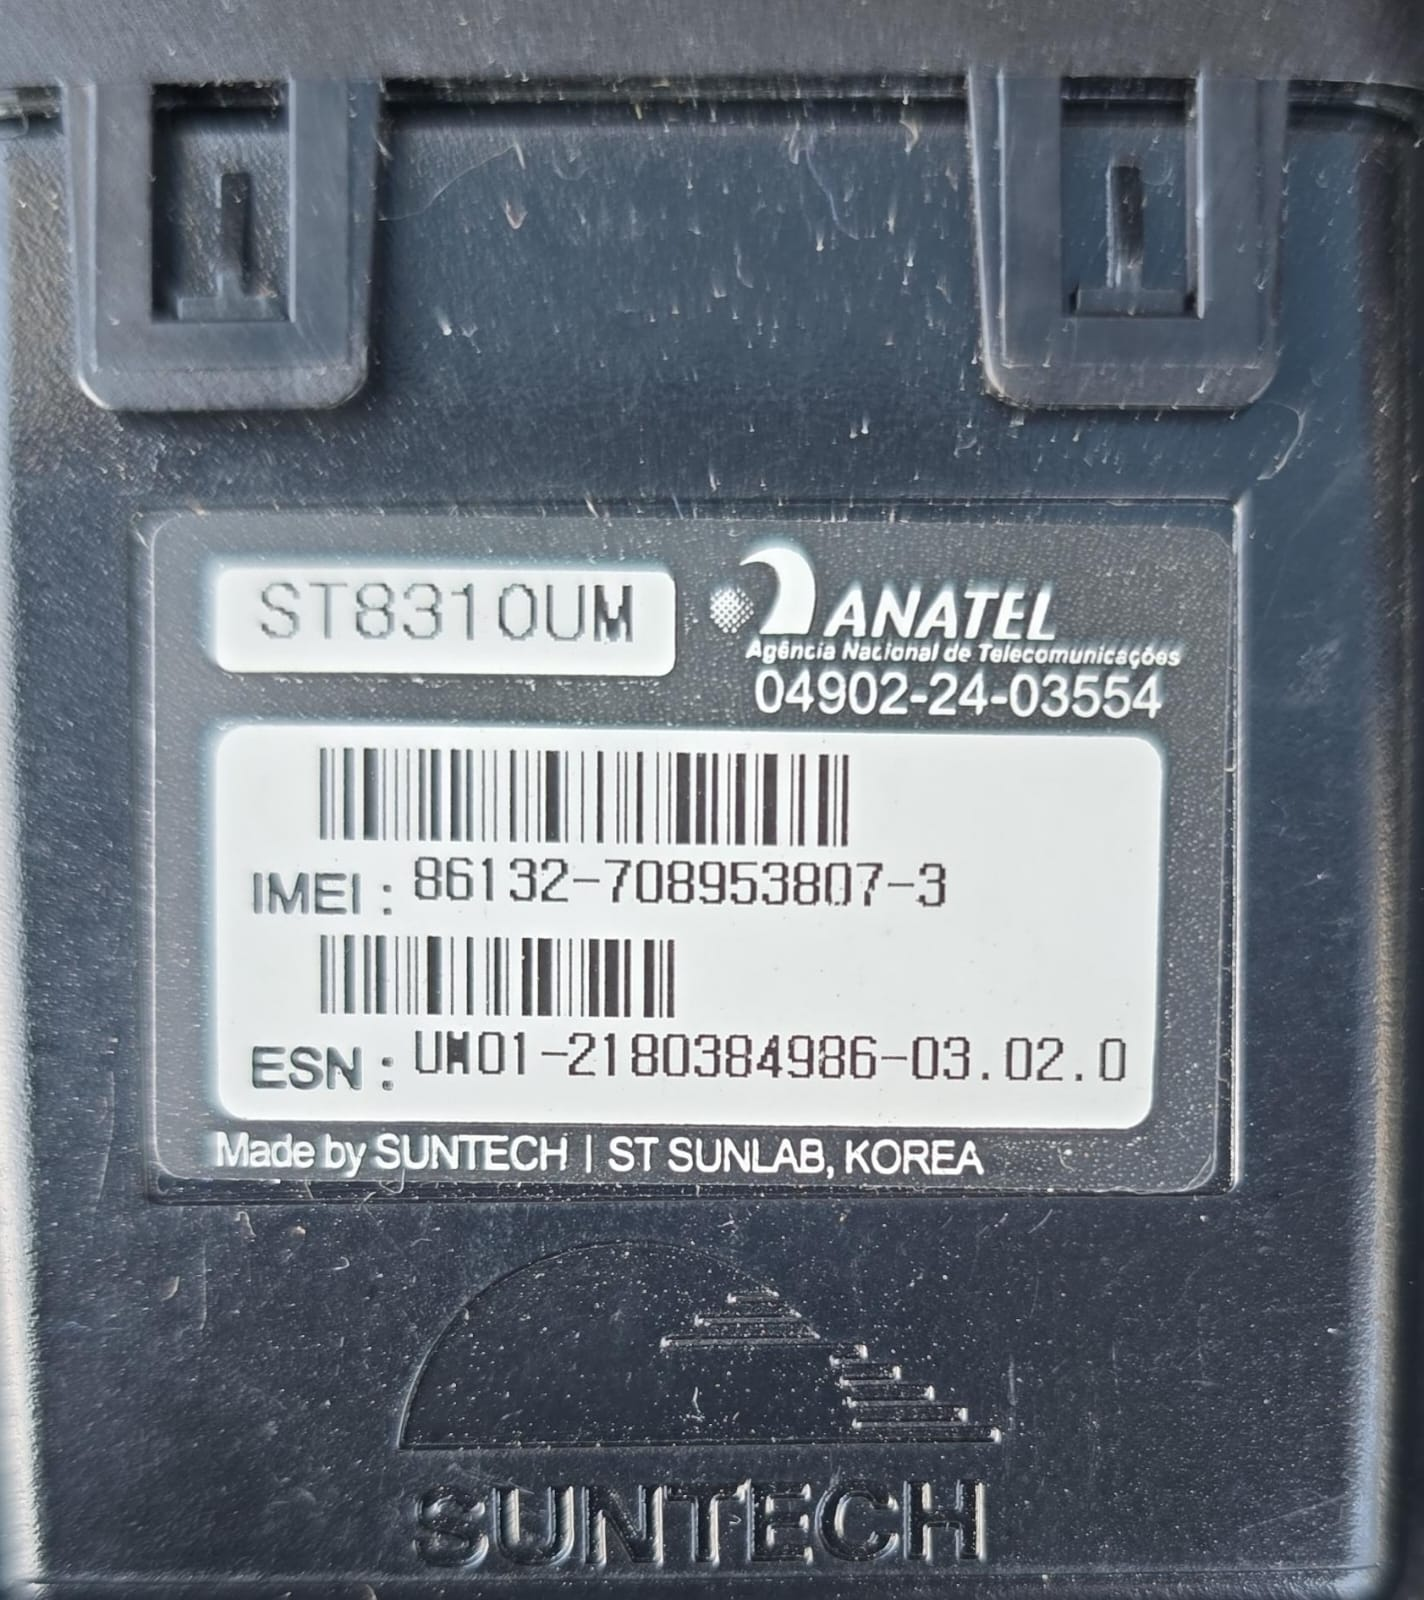 ST8310UM
ANATEL
Agência Nacional de Telecomunicações
04902-24-03554
IMEI : 86132-708953807-3
ESN : UM01-2180384986-03.02.0
Made by SUNTECH | ST SUNLAB, KOREA
SUNTECH